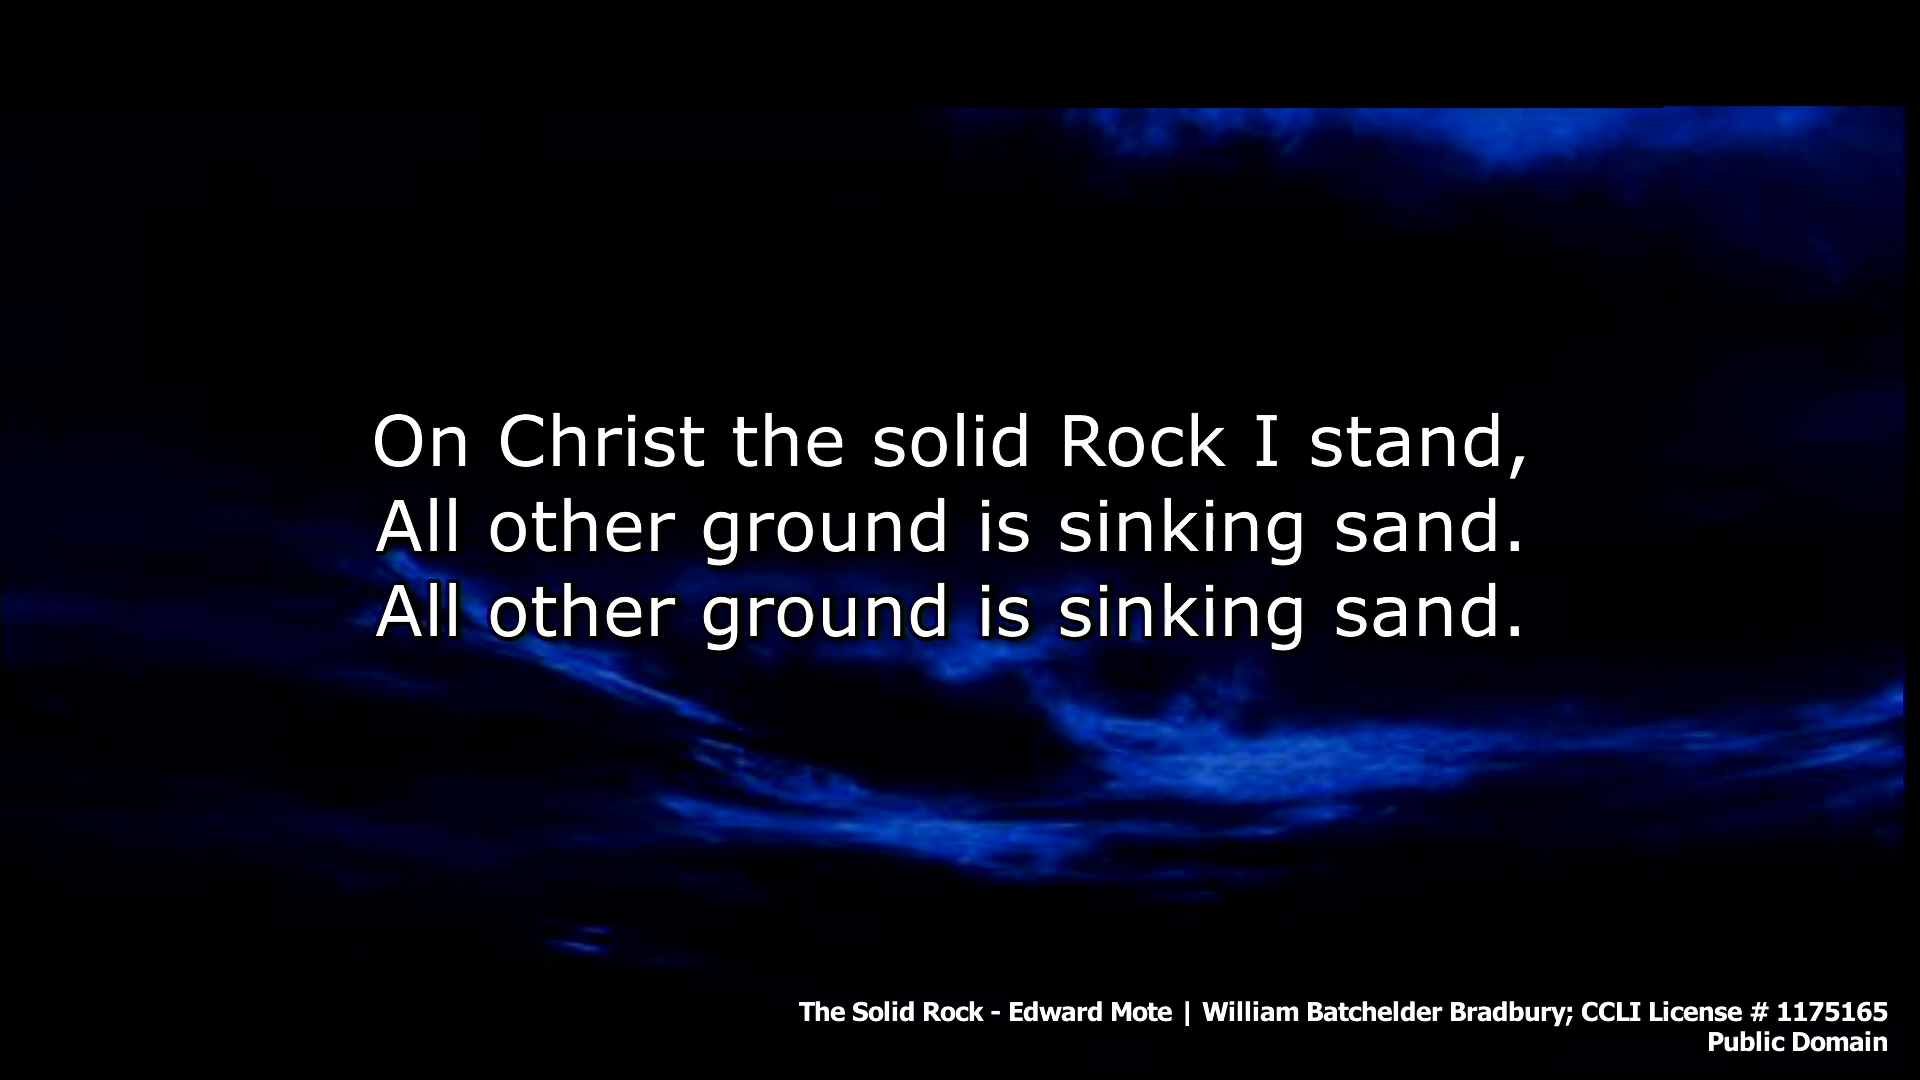 On Christ the solid Rock I stand,
All other ground is sinking sand.
All other ground is sinking sand.
The Solid Rock - Edward Mote | William Batchelder Bradbury; CCLI License # 1175165
Public Domain